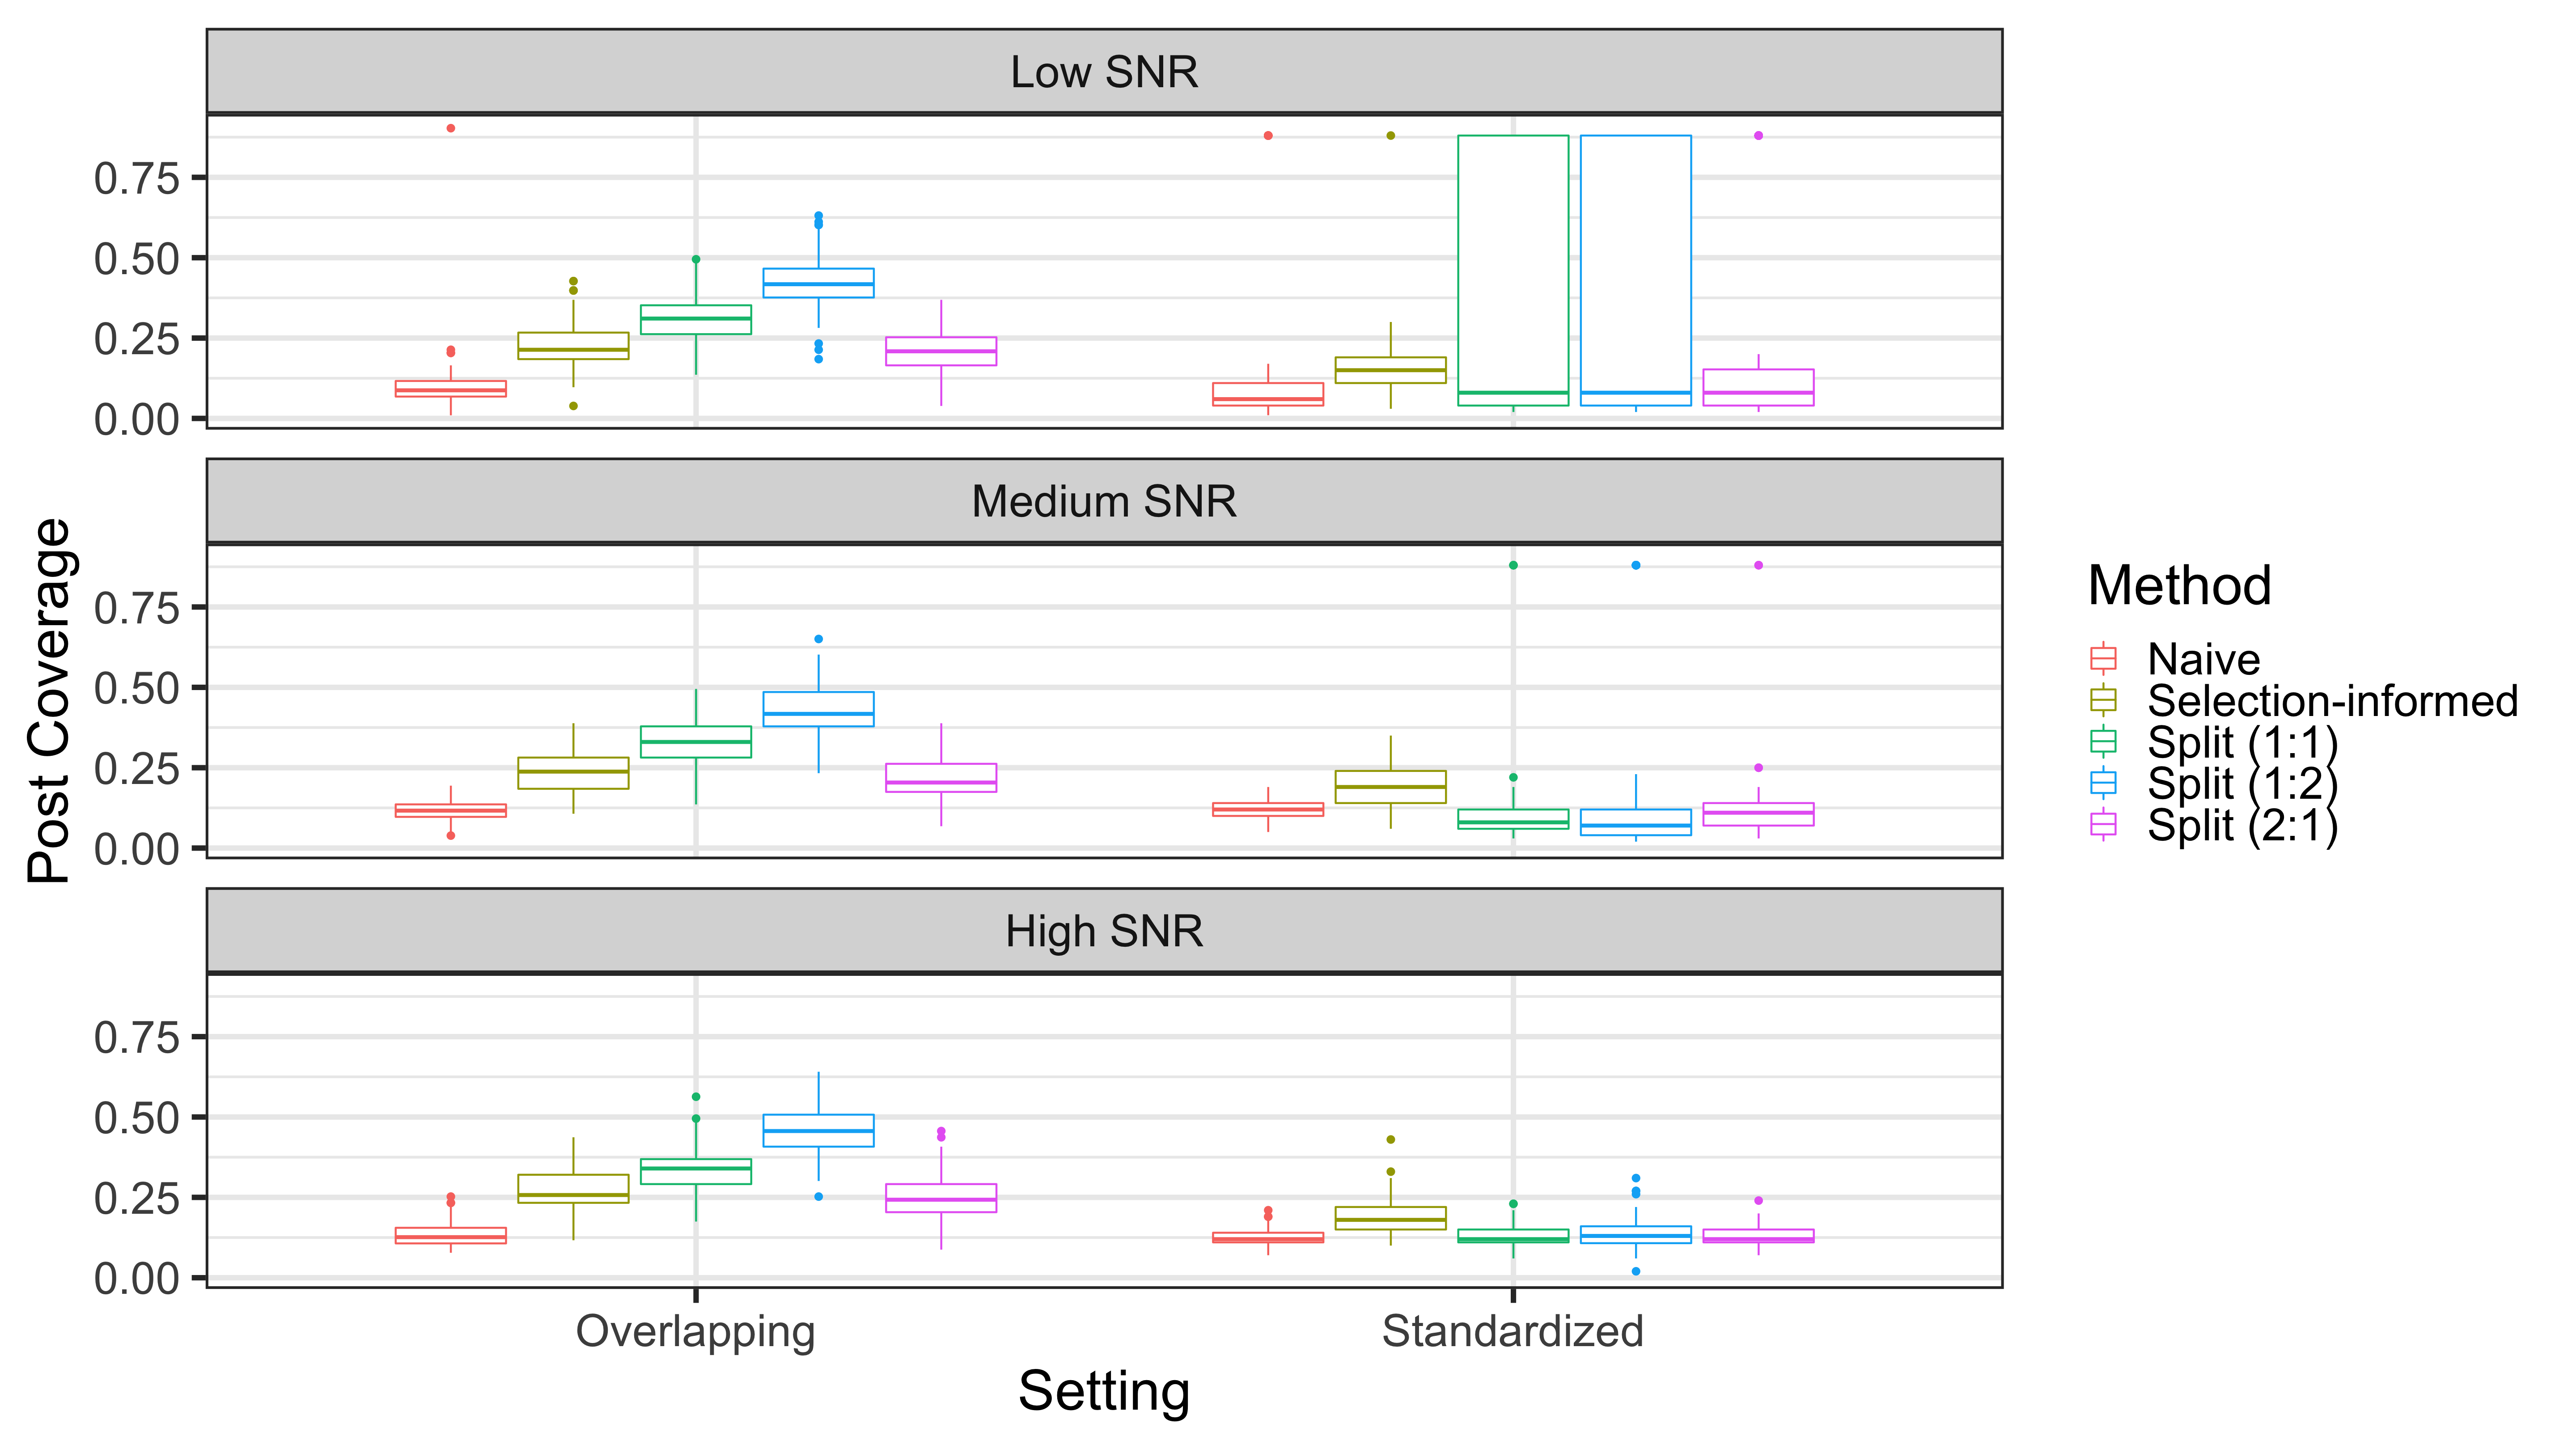 Low SNR
0.75
0.50
0.25
0.00
Medium SNR
0.75
0.50
0.25
0.00
High SNR
0.75
0.50
0.25
0.00
Post Coverage
Overlapping
Standardized
Setting
Method
Naive
Selection-informed
Split (1:1)
Split (1:2)
Split (2:1)